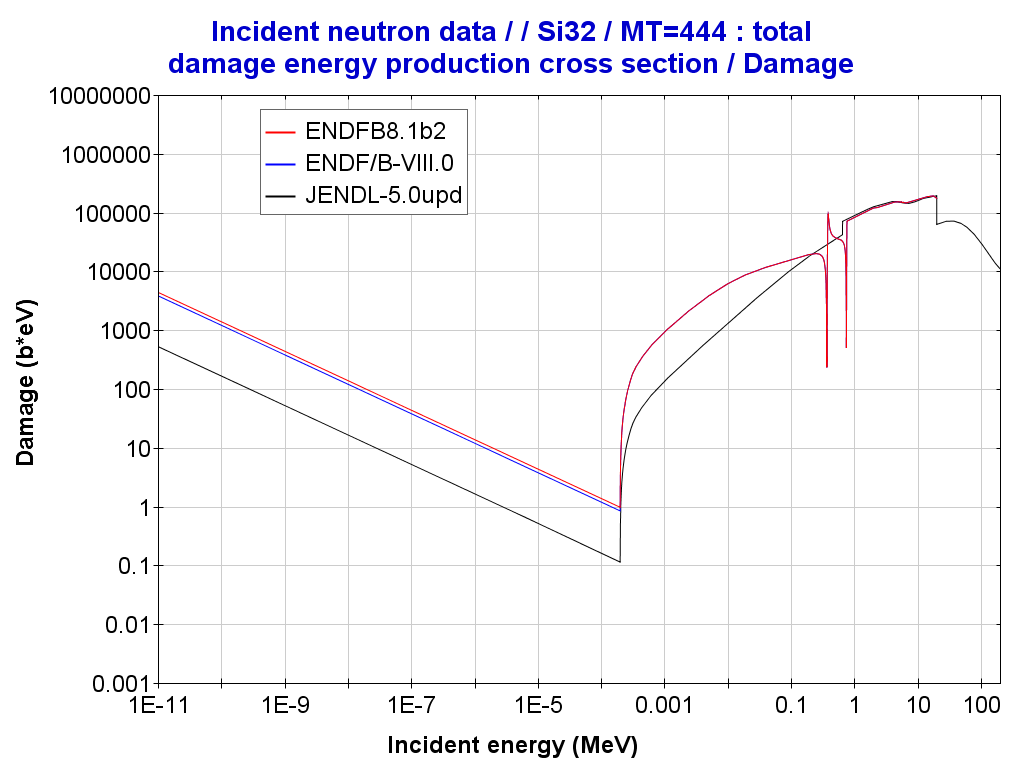 Incident neutron data / / Si32 / MT=444 : total
damage energy production cross section / Damage
10000000
1000000
100000
10000
1000
100
10
1
0.1
0.01
0.001
Damage (b*eV)
ENDFB8.1b2
ENDF/B-VIII.0
JENDL-5.0upd
1E-11 1E-9 1E-7 1E-5 0.001 0.1 1 10 100
Incident energy (MeV)